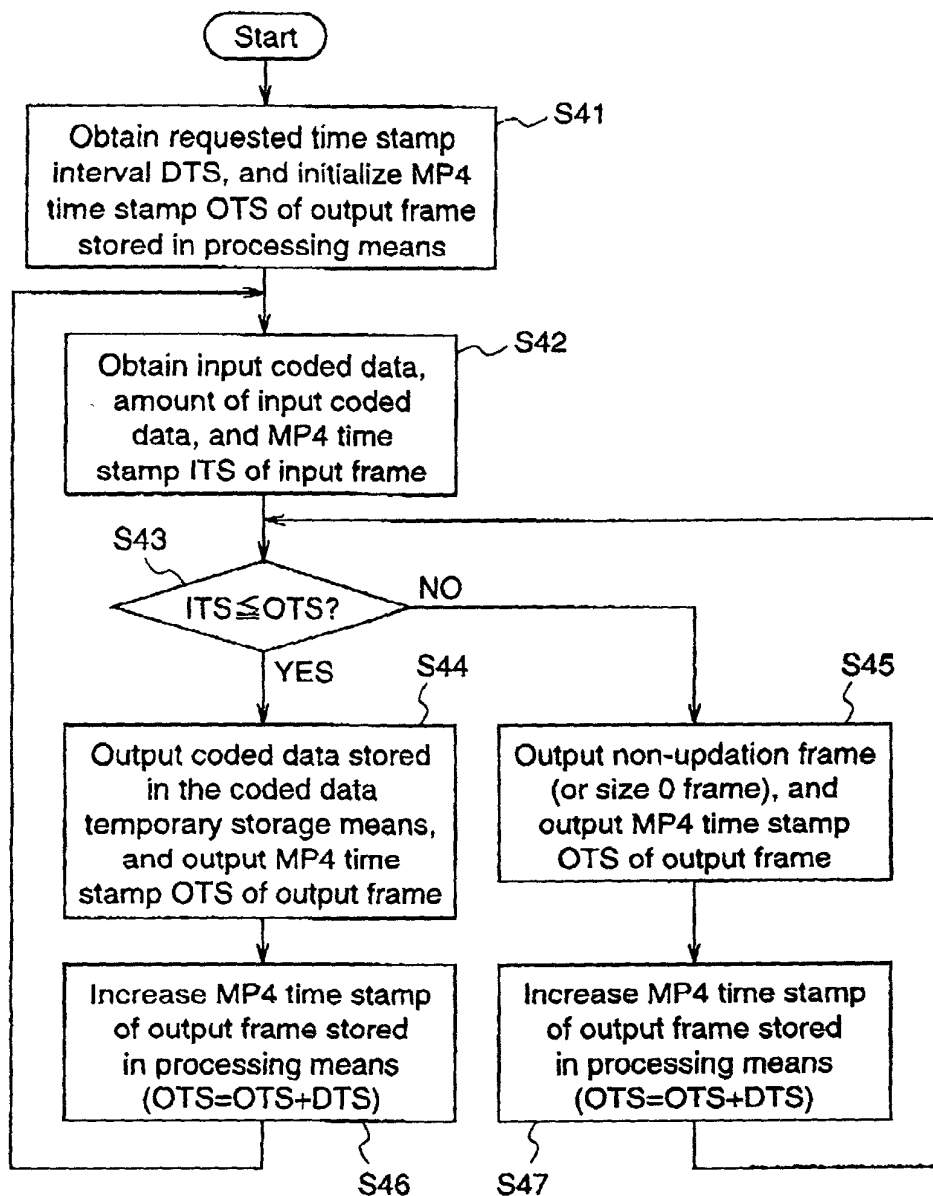 Start
S41
Obtain requested time stamp
interval DTS, and initialize MP4
time stamp OTS of output frame
stored in processing means
S42
Obtain input coded data,
amount of input coded
data, and MP4 time
stamp ITS of input frame
S43
ITS≦OTS?
NO
YES
S44
Output coded data stored
in the coded data
temporary storage means,
and output MP4 time
stamp OTS of output frame
S45
Output non-updation frame
(or size 0 frame), and
output MP4 time stamp
OTS of output frame
Increase MP4 time stamp
of output frame stored
in processing means
(OTS=OTS+DTS)
S46
Increase MP4 time stamp
of output frame stored
in processing means
(OTS=OTS+DTS)
S47